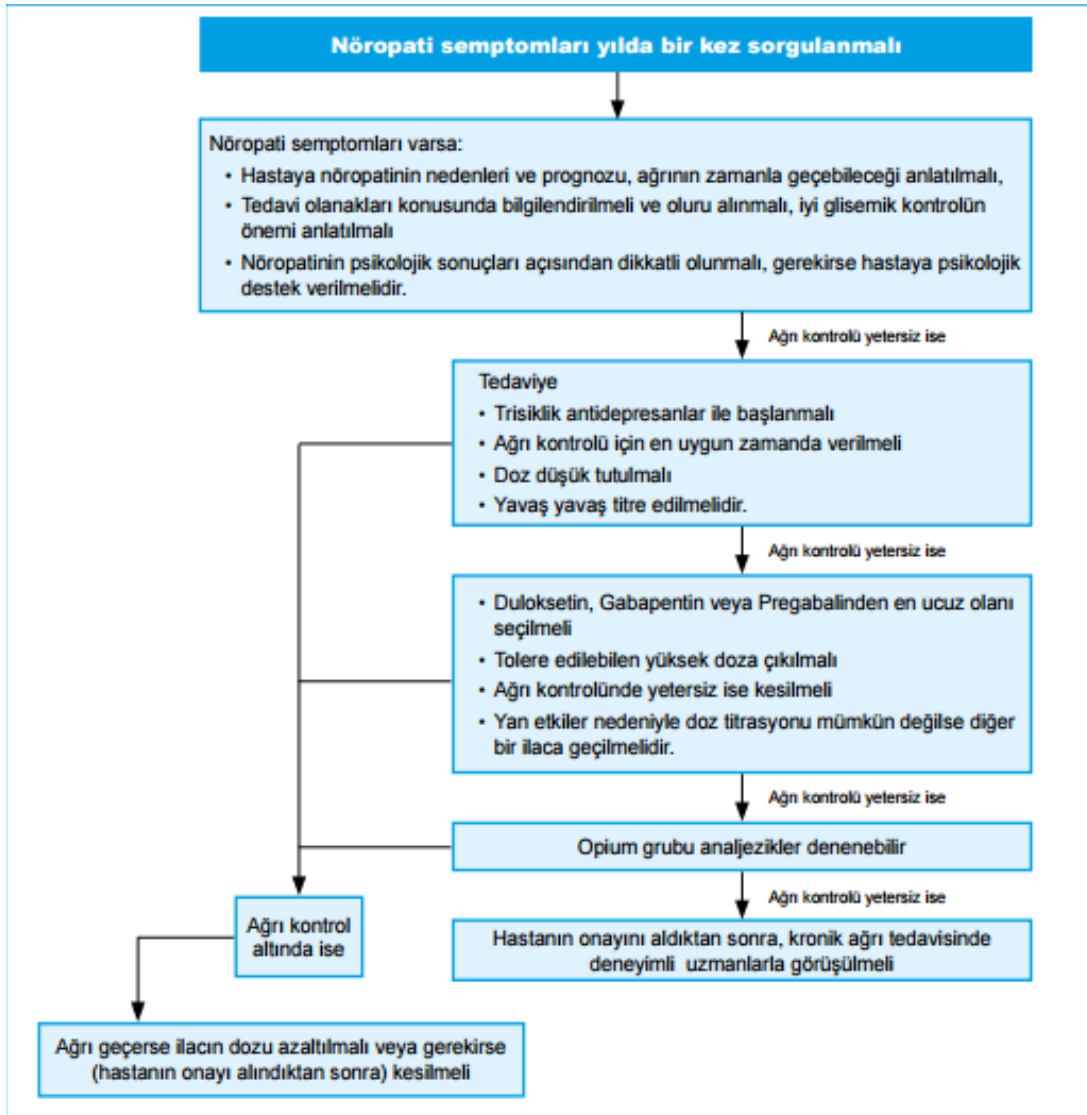 Nöropati semptomları yılda bir kez sorgulanmalı
Nöropati semptomları varsa:
• Hastaya nöropatinin nedenleri ve prognozu, ağrının zamanla geçebileceği anlatılmalı,
• Tedavi olanakları konusunda bilgilendirilmeli ve oluru alınmalı, iyi glisemik kontrolün
önemi anlatılmalı
• Nöropatinin psikolojik sonuçları açısından dikkatli olunmalı, gerekirse hastaya psikolojik
destek verilmelidir.
Ağrı kontrolü yetersiz ise
Tedaviye
• Trisiklik antidepresanlar ile başlanmalı
• Ağrı kontrolü için en uygun zamanda verilmeli
• Doz düşük tutulmalı
• Yavaş yavaş titre edilmelidir.
Ağrı kontrolü yetersiz ise
• Duloksetin, Gabapentin veya Pregabalinden en ucuz olanı
seçilmeli
• Tolere edilebilen yüksek doza çıkılmalı
• Ağrı kontrolünde yetersiz ise kesilmeli
• Yan etkiler nedeniyle doz titrasyonu mümkün değilse diğer
bir ilaca geçilmelidir.
Ağrı kontrolü yetersiz ise
Opium grubu analjezikler denenebilir
Ağrı kontrolü yetersiz ise
Hastanın onayını aldıktan sonra, kronik ağrı tedavisinde
deneyimli uzmanlarla görüşülmeli
Ağrı kontrol
altında ise
Ağrı geçerse ilacın dozu azaltılmalı veya gerekirse
(hastanın onayı alındıktan sonra) kesilmeli